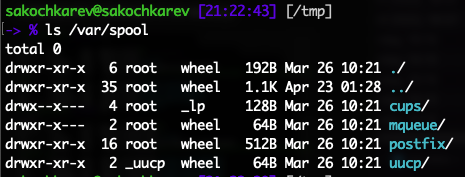 sakochkarev@sakochkarev [21:22:43] [/tmp]
-> % ls /var/spool
total 0
drwxr-xr-x   6 root   wheel   192B Mar 26 10:21 ./
drwxr-xr-x  35 root   wheel   1.1K Apr 23 01:28 ../
drwx--x---   4 root   _lp     128B Mar 26 10:21 cups/
drwx--x---   2 root   wheel    64B Mar 26 10:21 mqueue/
drwxr-xr-x  16 root   wheel   512B Mar 26 10:21 postfix/
drwxr-xr-x   2 _uucp  wheel    64B Mar 26 10:21 uucp/